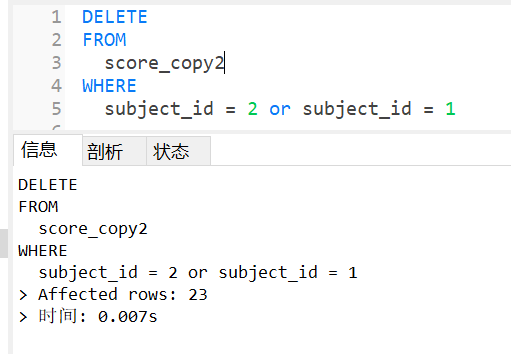 1 DELETE
2 FROM
3 score_copy2
4 WHERE
5 subject_id = 2 or subject_id = 1
信息 剖析 状态
DELETE
FROM
score_copy2
WHERE
subject_id = 2 or subject_id = 1
> Affected rows: 23
> 时间: 0.007s